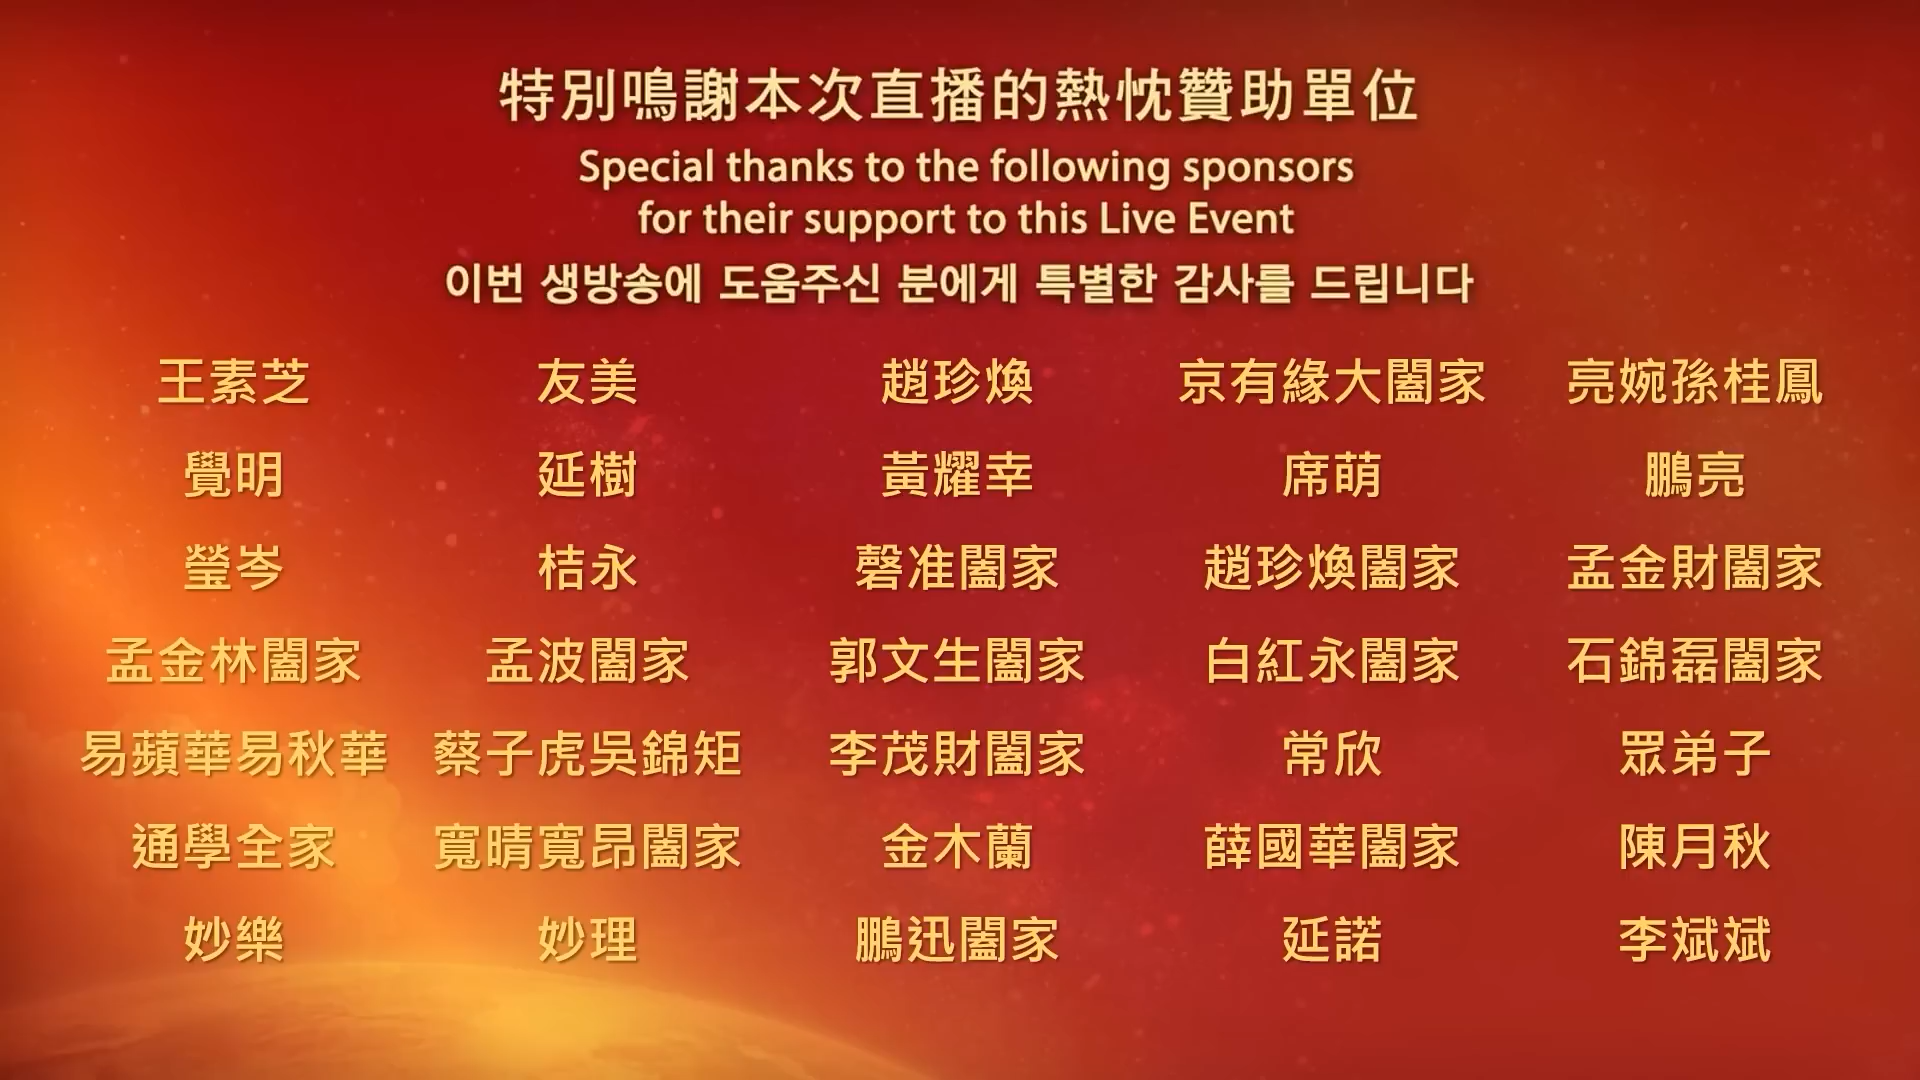 特別鳴謝本次直播的熱忱贊助單位
Special thanks to the following sponsors
for their support to this Live Event
이번 생방송에 도움주신 분에게 특별한 감사를 드립니다
王素芝 友美 趙珍煥 京有緣大闔家 亮婉孫桂鳳
覺明 延樹 黃耀幸 席萌 鵬亮
瑩岑 桔永 磬准闔家 趙珍煥闔家 孟金財闔家
孟金林闔家 孟波闔家 郭文生闔家 白紅永闔家 石錦磊闔家
易蘋華易秋華 蔡子虎吳錦矩 李茂財闔家 常欣 眾弟子
通學全家 寬晴寬昂闔家 金木蘭 薛國華闔家 陳月秋
妙樂 妙理 鵬迅闔家 延諾 李斌斌